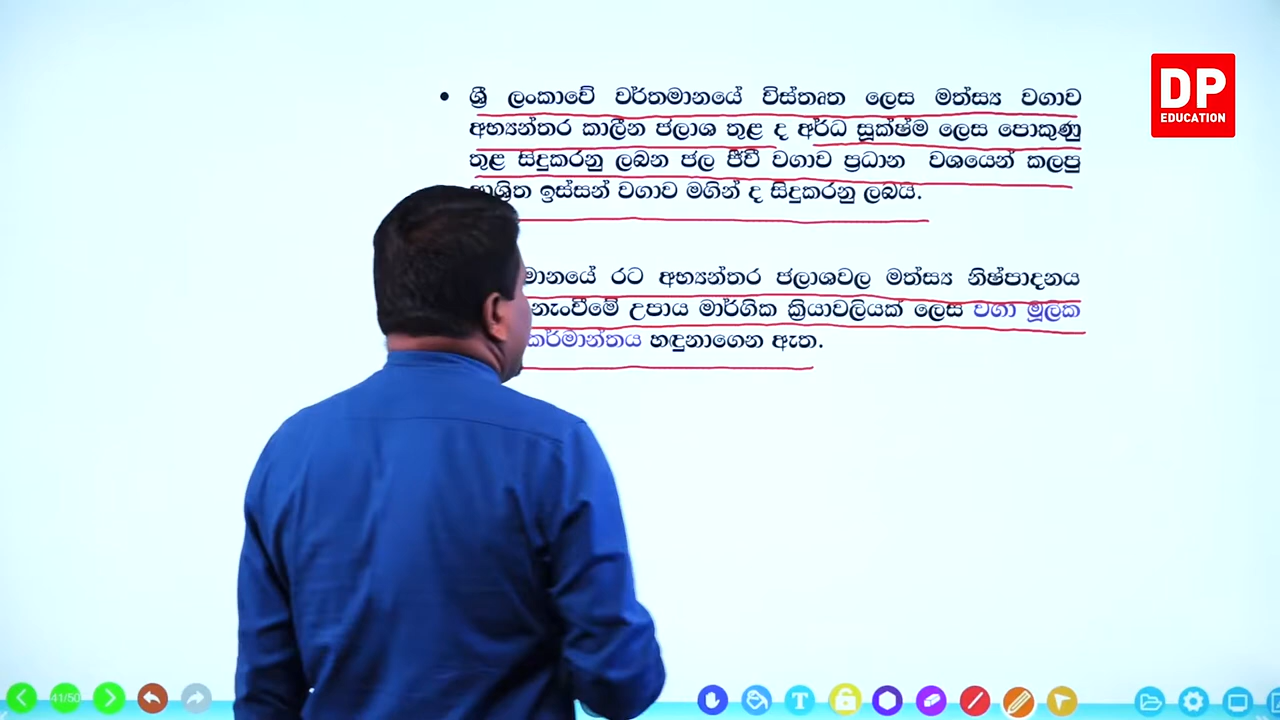 DP
EDUCATION
• ශ්‍රී ලංකාවේ වර්තමානයේ විස්තෘත ලෙස මත්ස්‍ය වගාව
අභ්‍යන්තර කාලීන ජලාශ තුළ ද අර්ධ සූක්ෂ්ම ලෙස පොකුණු
තුළ සිදුකරනු ලබන ජල ජීවී වගාව ප්‍රධාන වශයෙන් කලපු
ඉස්සන් වගාව මගින් ද සිදුකරනු ලබයි.
රට අභ්‍යන්තර ජලාශවල මත්ස්‍ය නිෂ්පාදනය
උපාය මාර්ගික ක්‍රියාවලියක් ලෙස වගා මූලික
කර්මාන්තය හඳුනාගෙන ඇත.
41/50